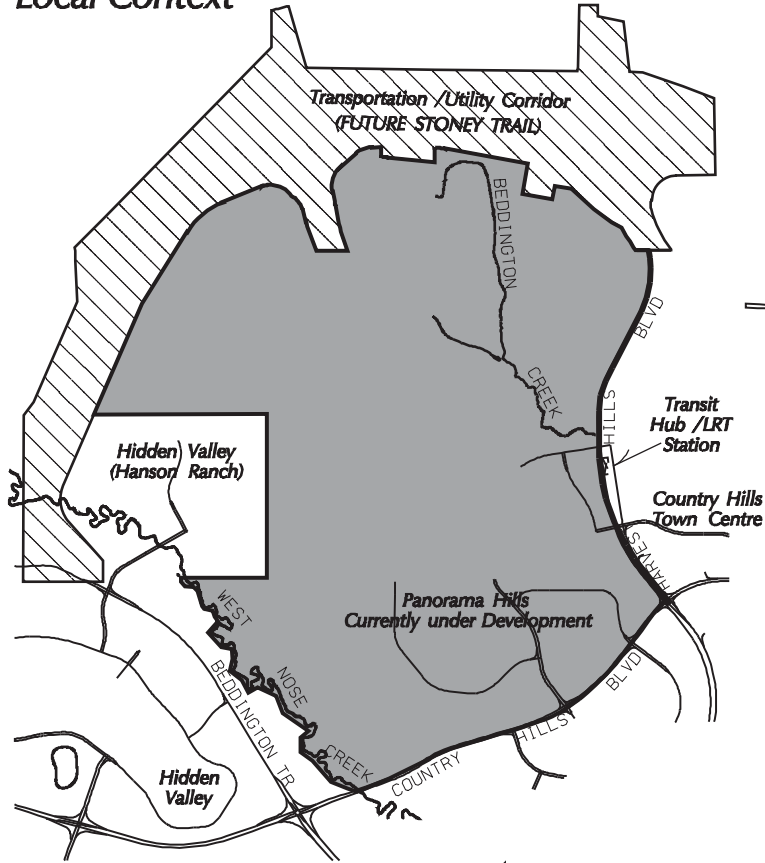 Local Context
Transportation /Utility Corridor
(FUTURE STONEY TRAIL)
BEDDINGTON
CREEK
BLVD
HILLS
HARVEST
Transit
Hub /LRT
Station
Country Hills
Town Centre
Hidden Valley
(Hanson Ranch)
Panorama Hills
Currently under Development
WEST
NOSE
CREEK
BEDDINGTON TR
COUNTRY
HILLS
BLVD
Hidden
Valley